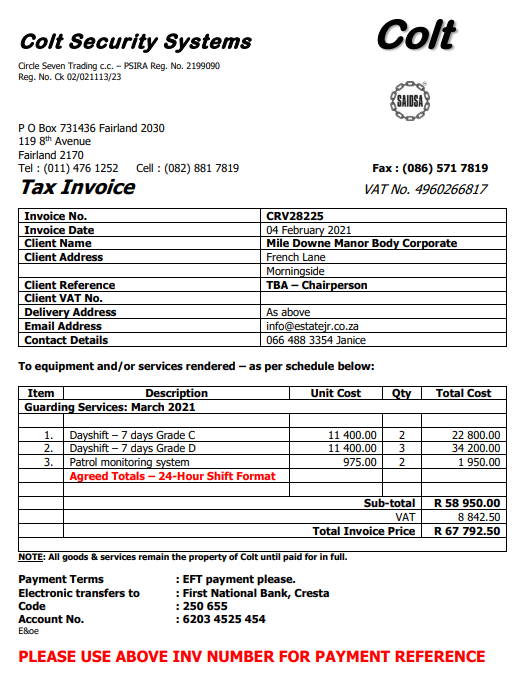 Colt Security Systems
Colt
Circle Seven Trading c.c. – PSIRA Reg. No. 2199090
Reg. No. Ck 02/021113/23
SAIDSA
P O Box 731436 Fairland 2030
119 8th Avenue
Fairland 2170
Tel : (011) 476 1252 Cell : (082) 881 7819 Fax : (086) 571 7819
Tax Invoice VAT No. 4960266817
Invoice No. CRV28225
Invoice Date 04 February 2021
Client Name Mile Downe Manor Body Corporate
Client Address French Lane
Morningside
Client Reference TBA – Chairperson
Client VAT No.
Delivery Address As above
Email Address info@estatejr.co.za
Contact Details 066 488 3354 Janice
To equipment and/or services rendered – as per schedule below:
Item Description Unit Cost Qty Total Cost
Guarding Services: March 2021
1. Dayshift – 7 days Grade C 11 400.00 2 22 800.00
2. Dayshift – 7 days Grade D 11 400.00 3 34 200.00
3. Patrol monitoring system 975.00 2 1 950.00
Agreed Totals – 24-Hour Shift Format
Sub-total R 58 950.00
VAT 8 842.50
Total Invoice Price R 67 792.50
NOTE: All goods & services remain the property of Colt until paid for in full.
Payment Terms : EFT payment please.
Electronic transfers to : First National Bank, Cresta
Code : 250 655
Account No. : 6203 4525 454
E&oe
PLEASE USE ABOVE INV NUMBER FOR PAYMENT REFERENCE